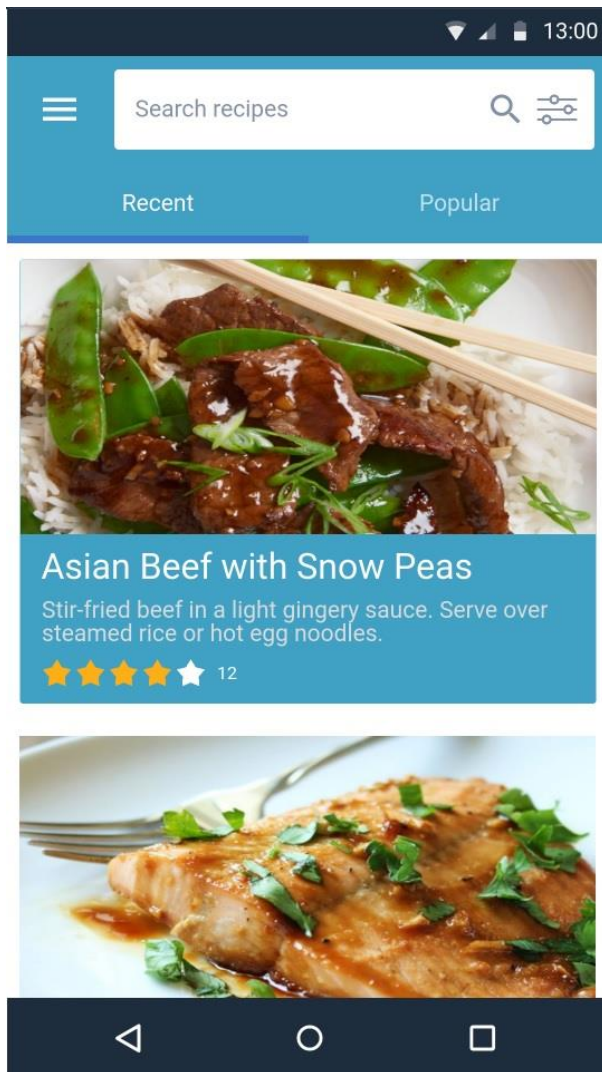 13:00
Search recipes
Recent
Popular
Asian Beef with Snow Peas
Stir-fried beef in a light gingery sauce. Serve over
steamed rice or hot egg noodles.
12